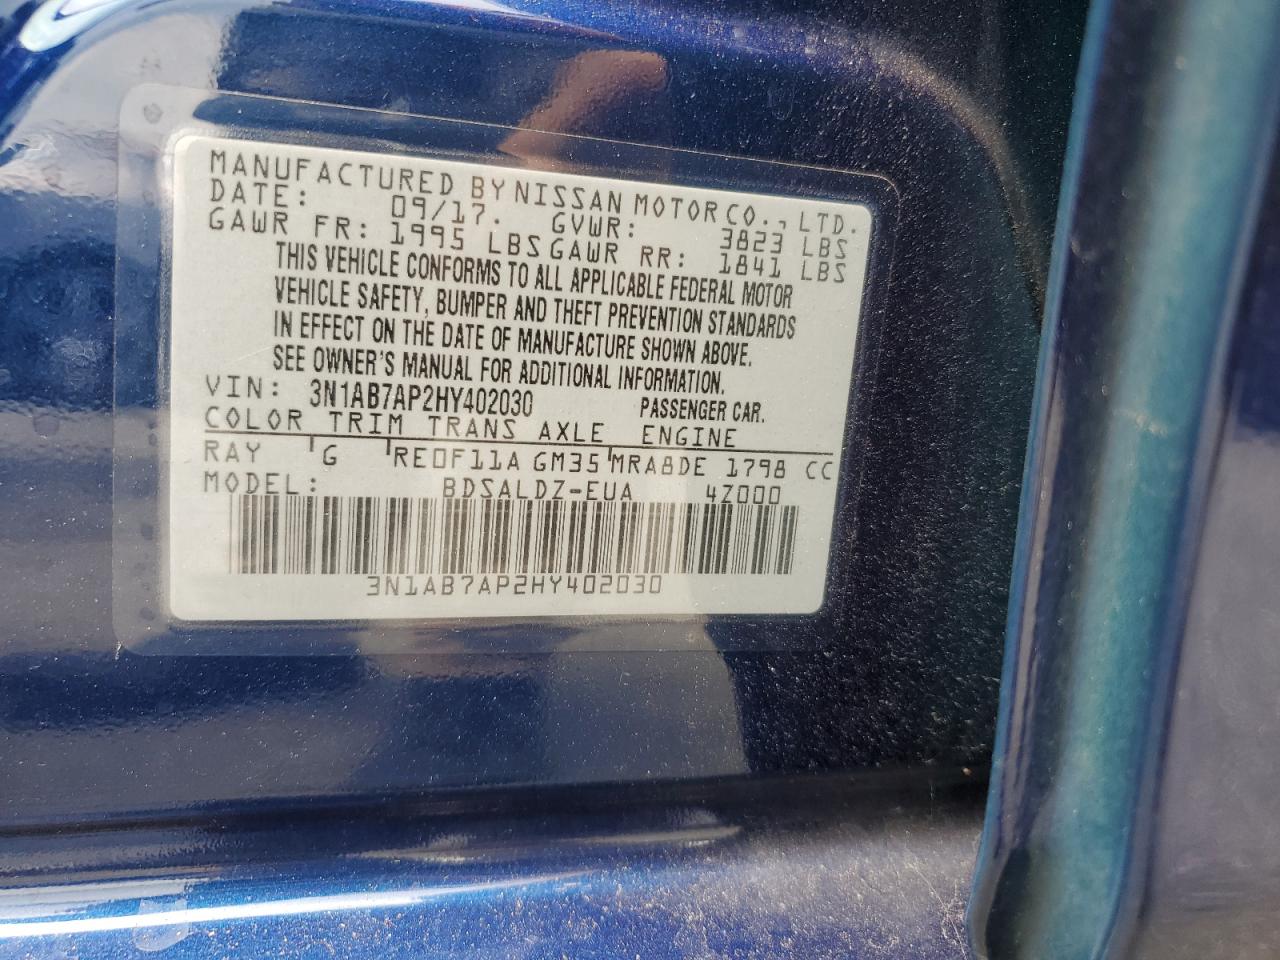 MANUFACTURED BY NISSAN MOTOR CO., LTD.
DATE: 09/17. GVWR: 3823 LBS
GAWR FR: 1995 LBS GAWR RR: 1841 LBS
THIS VEHICLE CONFORMS TO ALL APPLICABLE FEDERAL MOTOR
VEHICLE SAFETY, BUMPER AND THEFT PREVENTION STANDARDS
IN EFFECT ON THE DATE OF MANUFACTURE SHOWN ABOVE.
SEE OWNER'S MANUAL FOR ADDITIONAL INFORMATION.
VIN: 3N1AB7AP2HY402030 PASSENGER CAR.
COLOR TRIM TRANS AXLE ENGINE
RAY G RE0F11A GM35 MRA8DE 1798 CC
MODEL: BDSALDZ-EUA 4Z000
3N1AB7AP2HY402030